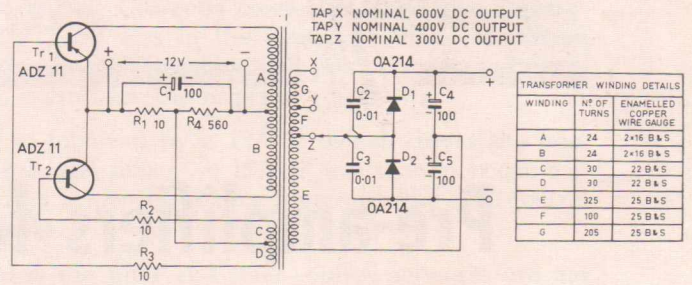 TAP X NOMINAL 600V DC OUTPUT
TAP Y NOMINAL 400V DC OUTPUT
TAP Z NOMINAL 300V DC OUTPUT
Tr1
ADZ 11
+
12V
−
+ −
C1 100
R1 10
R4 560
ADZ 11
Tr2
R2
10
R3
10
A
B
C
D
X
G
Y
F
Z
E
OA214
C2
0·01
D1
+ C4
− 100
+
C3
0·01
D2
+ C5
− 100
−
OA214
TRANSFORMER WINDING DETAILS
WINDING Nº OF TURNS ENAMELLED COPPER WIRE GAUGE
A 24 2×16 B & S
B 24 2×16 B & S
C 30 22 B & S
D 30 22 B & S
E 325 25 B & S
F 100 25 B & S
G 205 25 B & S